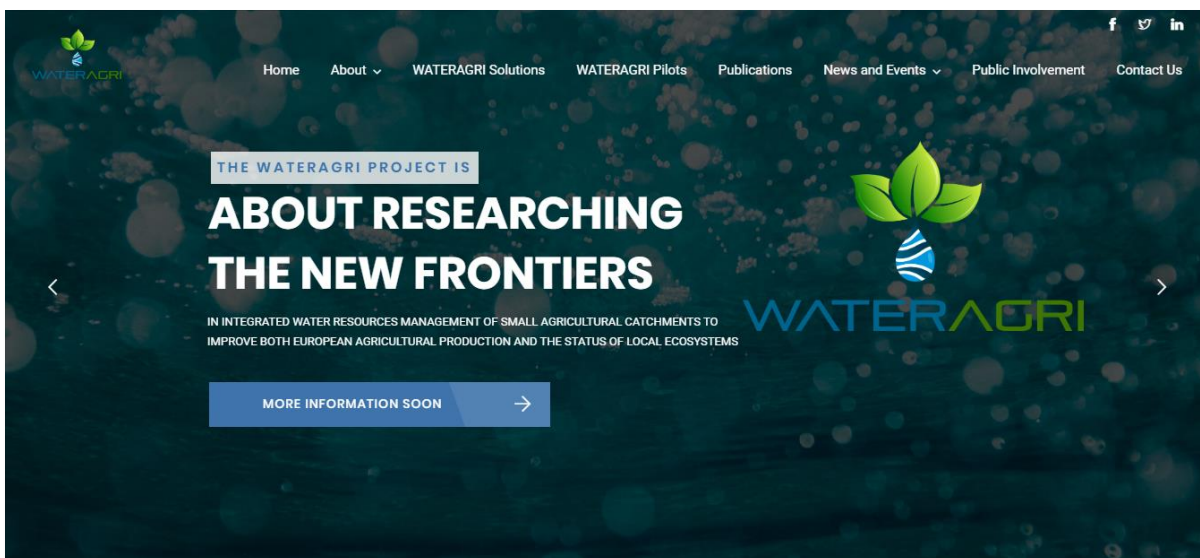 WATERAGRI
Home About WATERAGRI Solutions WATERAGRI Pilots Publications News and Events Public Involvement Contact Us
THE WATERAGRI PROJECT IS
ABOUT RESEARCHING
THE NEW FRONTIERS
IN INTEGRATED WATER RESOURCES MANAGEMENT OF SMALL AGRICULTURAL CATCHMENTS TO
IMPROVE BOTH EUROPEAN AGRICULTURAL PRODUCTION AND THE STATUS OF LOCAL ECOSYSTEMS
WATERAGRI
MORE INFORMATION SOON